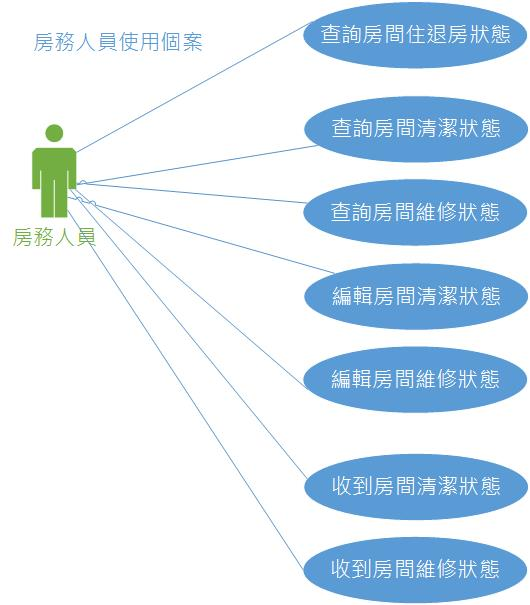 房務人員使用個案
房務人員
查詢房間住退房狀態
查詢房間清潔狀態
查詢房間維修狀態
編輯房間清潔狀態
編輯房間維修狀態
收到房間清潔狀態
收到房間維修狀態